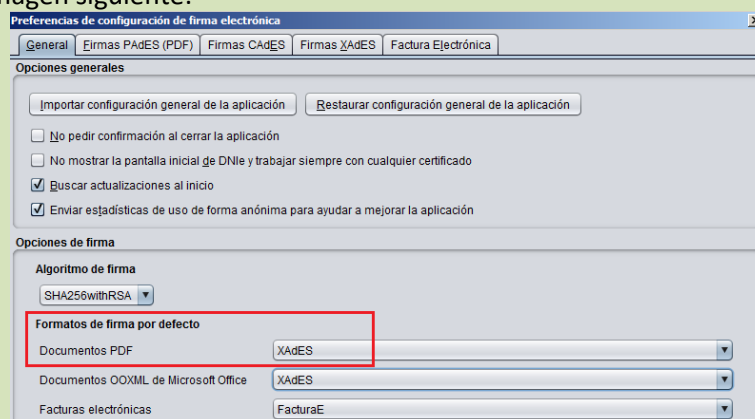 imagen siguiente:
Preferencias de configuración de firma electrónica
General Firmas PAdES (PDF) Firmas CAdES Firmas XAdES Factura Electrónica
Opciones generales
Importar configuración general de la aplicación Restaurar configuración general de la aplicación
No pedir confirmación al cerrar la aplicación
No mostrar la pantalla inicial de DNIe y trabajar siempre con cualquier certificado
Buscar actualizaciones al inicio
Enviar estadísticas de uso de forma anónima para ayudar a mejorar la aplicación
Opciones de firma
Algoritmo de firma
SHA256withRSA
Formatos de firma por defecto
Documentos PDF XAdES
Documentos OOXML de Microsoft Office XAdES
Facturas electrónicas FacturaE